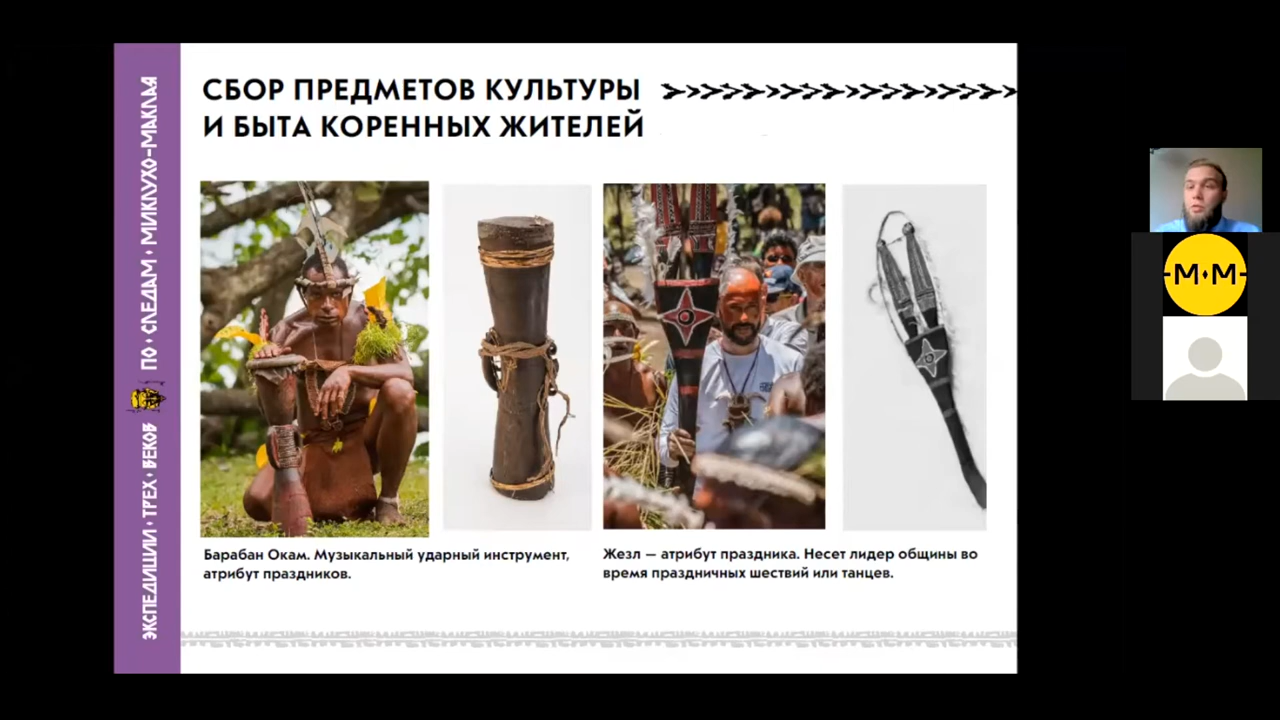 СБОР ПРЕДМЕТОВ КУЛЬТУРЫ
И БЫТА КОРЕННЫХ ЖИТЕЛЕЙ
Барабан Окам. Музыкальный ударный инструмент,
атрибут праздников.
Жезл — атрибут праздника. Несет лидер общины во
время праздничных шествий или танцев.
ЭКСПЕДИЦИИ • ТРЕХ • ВЕКОВ
ПО • СЛЕДАМ • МИКЛУХО-МАКЛАЯ
-М•М-